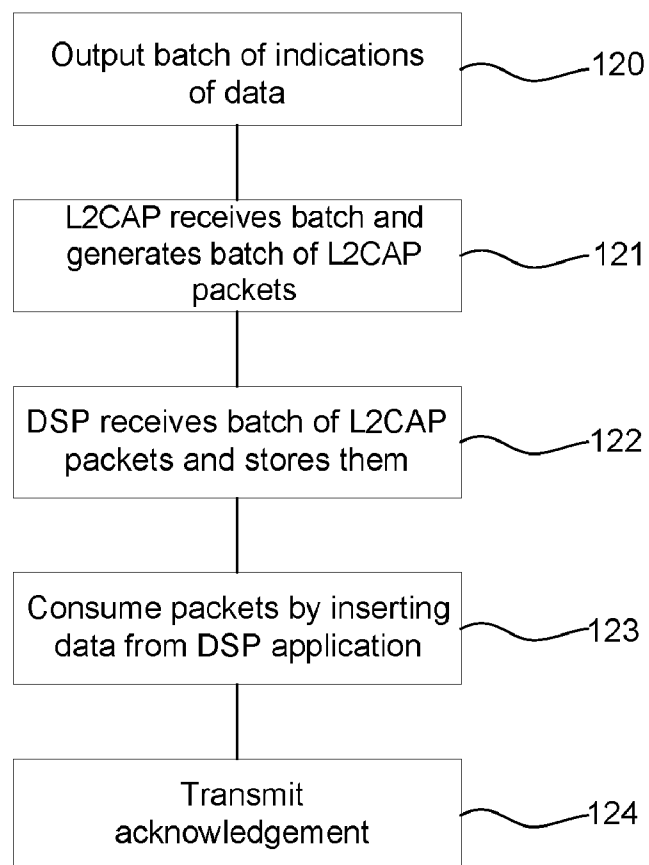 Output batch of indications
of data
120
L2CAP receives batch and
generates batch of L2CAP
packets
121
DSP receives batch of L2CAP
packets and stores them
122
Consume packets by inserting
data from DSP application
123
Transmit
acknowledgement
124